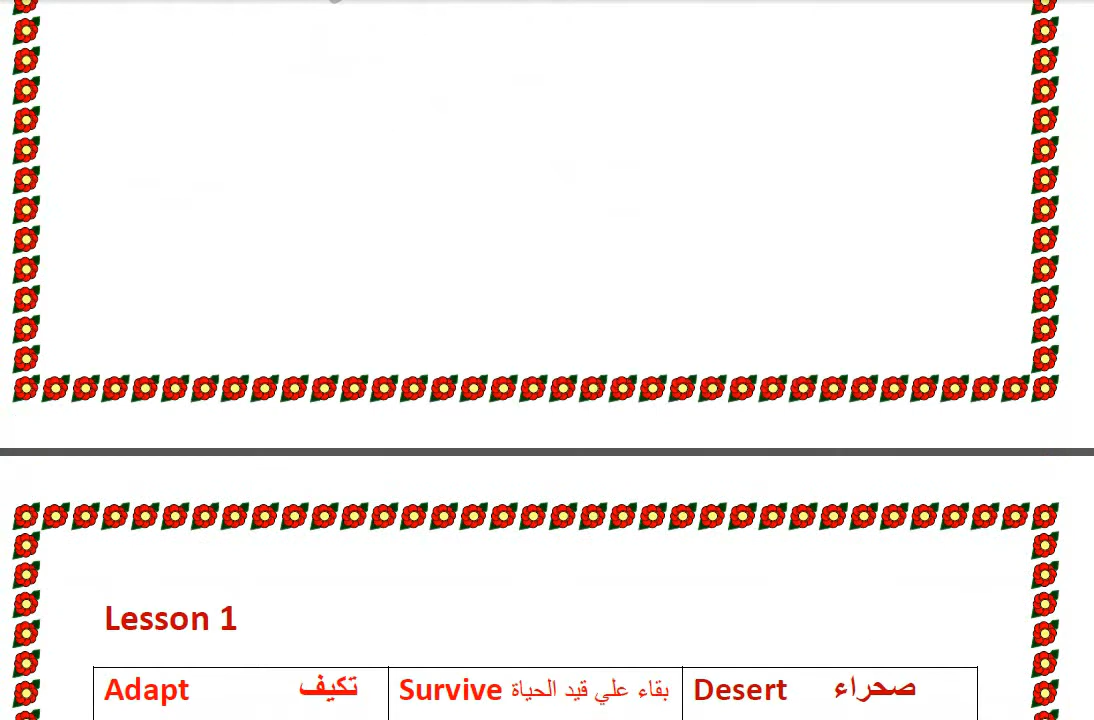 Lesson 1
Adapt تكيف Survive بقاء علي قيد الحياة Desert صحراء